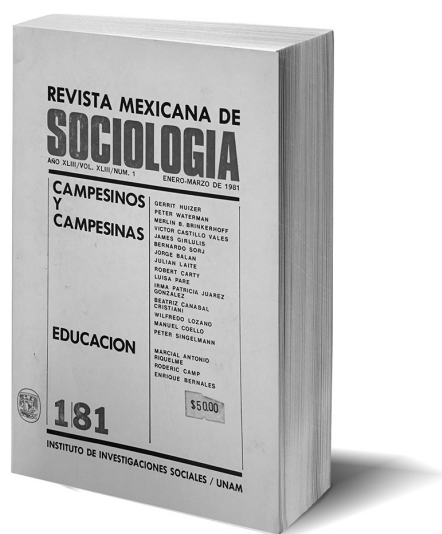 REVISTA MEXICANA DE
SOCIOLOGIA
AÑO XLIII/VOL. XLIII/NUM. 1
ENERO-MARZO DE 1981
CAMPESINOS
Y
CAMPESINAS
GERRIT HUIZER
PETER WATERMAN
MERLIN B. BRINKERHOFF
VICTOR CASTILLO VALES
JAMES GIRLULIS
BERNARDO SORJ
JORGE BALAN
JULIAN LAITE
ROBERT CARTY
LUISA PARE
IRMA PATRICIA JUAREZ
GONZALEZ
BEATRIZ CANABAL
CRISTIANI
WILFREDO LOZANO
MANUEL COELLO
PETER SINGELMANN
EDUCACION
MARCIAL ANTONIO
RIQUELME
RODERIC CAMP
ENRIQUE BERNALES
$50.00
1 81
INSTITUTO DE INVESTIGACIONES SOCIALES / UNAM